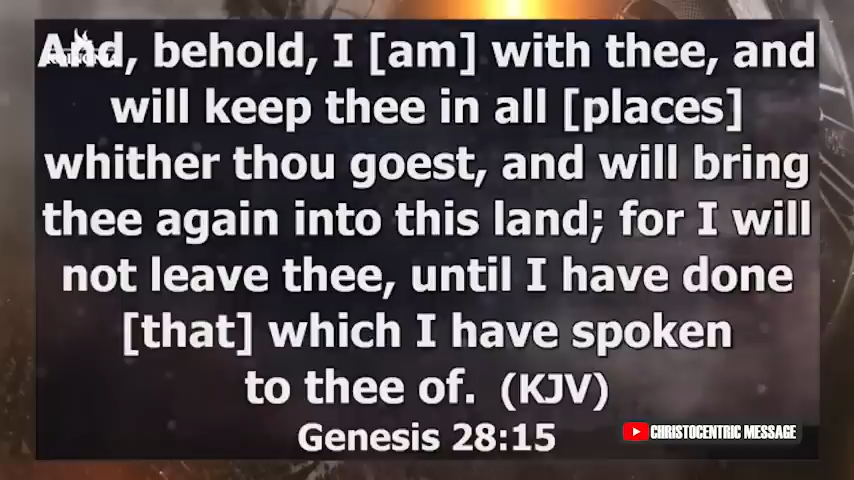 And, behold, I [am] with thee, and
will keep thee in all [places]
whither thou goest, and will bring
thee again into this land; for I will
not leave thee, until I have done
[that] which I have spoken
to thee of. (KJV)
Genesis 28:15
CHRISTOCENTRIC MESSAGE